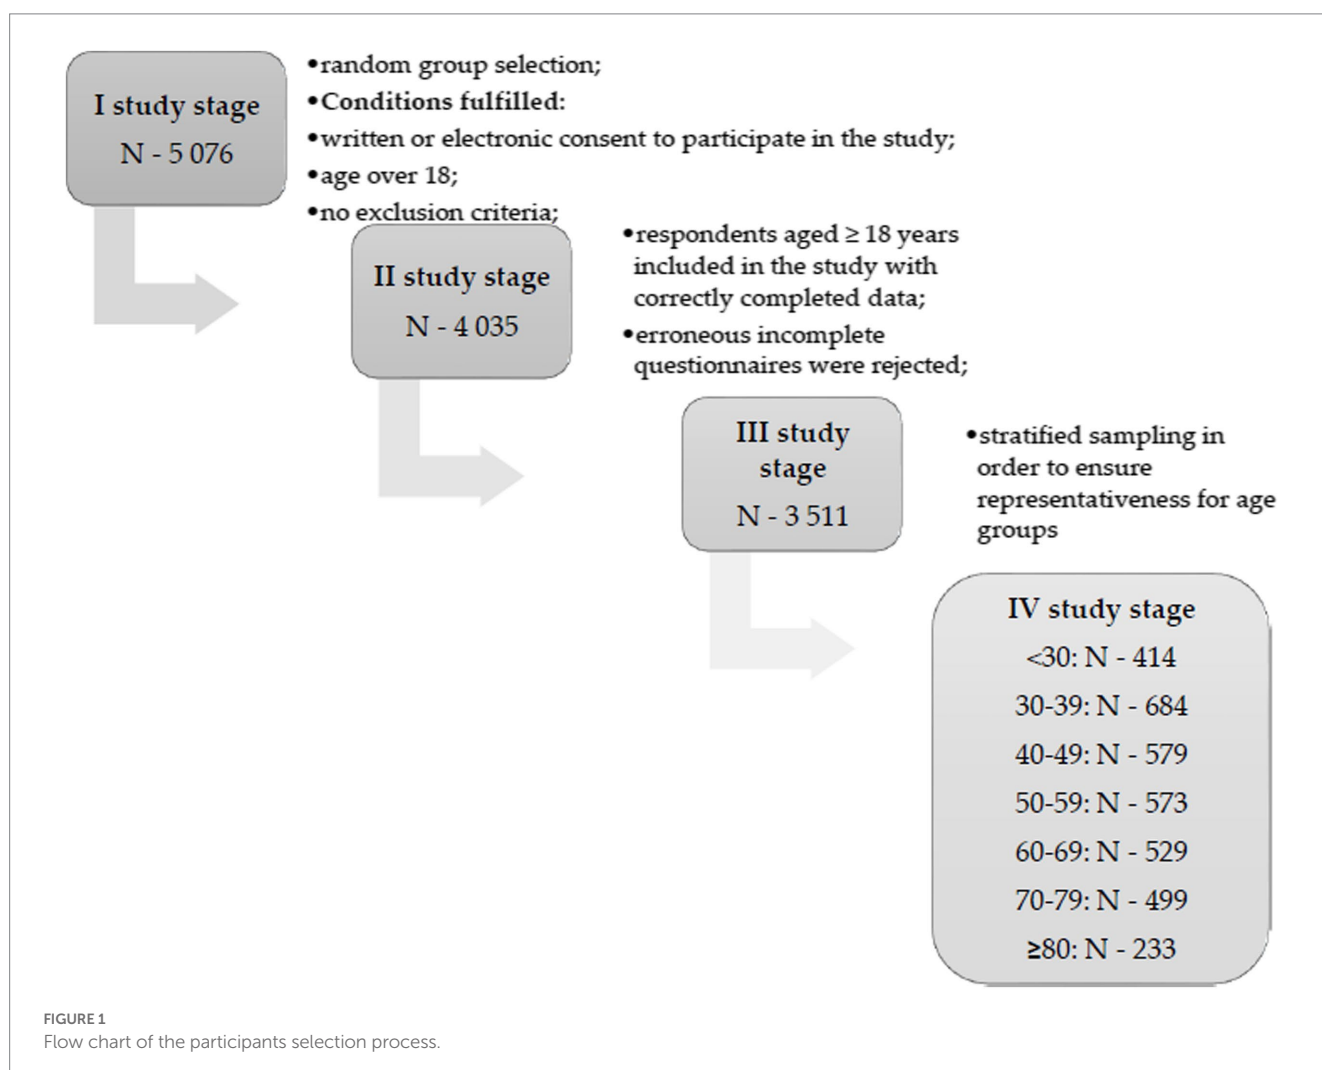 I study stage
N - 5 076
•random group selection;
•Conditions fulfilled:
•written or electronic consent to participate in the study;
•age over 18;
•no exclusion criteria;
II study stage
N - 4 035
•respondents aged ≥ 18 years
included in the study with
correctly completed data;
•erroneous incomplete
questionnaires were rejected;
III study
stage
N - 3 511
•stratified sampling in
order to ensure
representativeness for age
groups
IV study stage
<30: N - 414
30-39: N - 684
40-49: N - 579
50-59: N - 573
60-69: N - 529
70-79: N - 499
≥80: N - 233
FIGURE 1
Flow chart of the participants selection process.